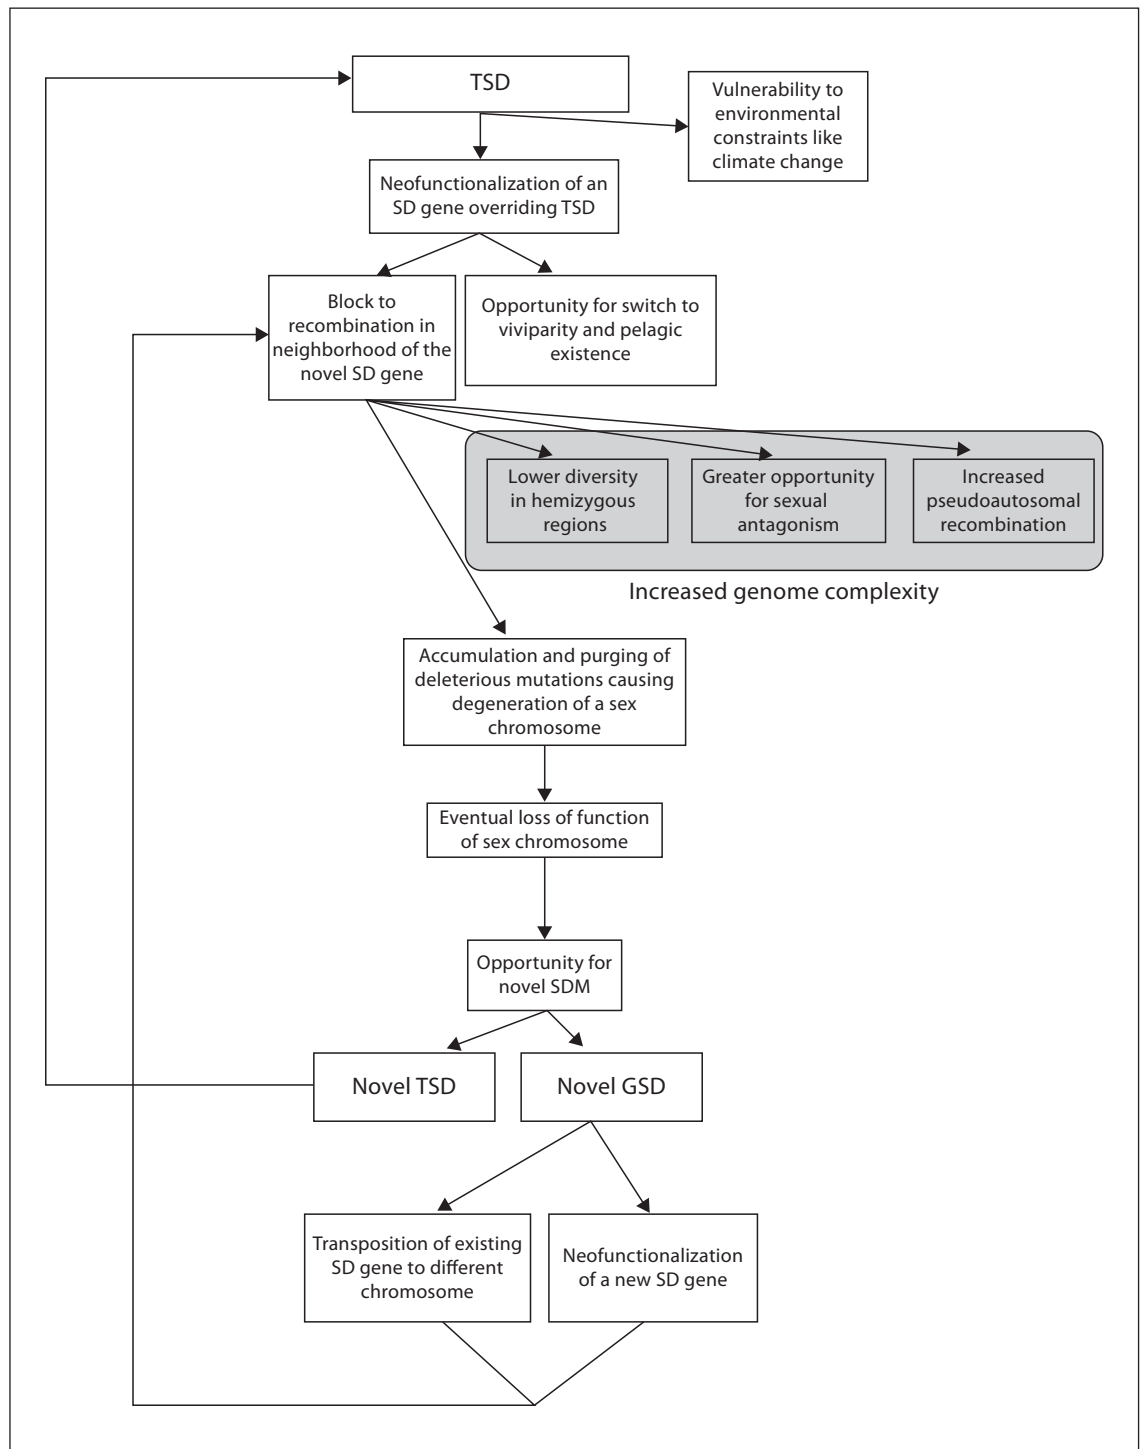 TSD
Vulnerability to
environmental
constraints like
climate change
Neofunctionalization of an
SD gene overriding TSD
Block to
recombination in
neighborhood of the
novel SD gene
Opportunity for switch to
viviparity and pelagic
existence
Lower diversity
in hemizygous
regions
Greater opportunity
for sexual
antagonism
Increased
pseudoautosomal
recombination
Increased genome complexity
Accumulation and purging of
deleterious mutations causing
degeneration of a sex
chromosome
Eventual loss of function
of sex chromosome
Opportunity for
novel SDM
Novel TSD
Novel GSD
Transposition of existing
SD gene to different
chromosome
Neofunctionalization
of a new SD gene